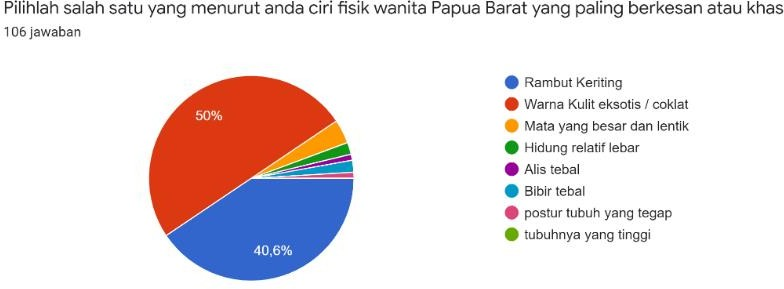 Pilihlah salah satu yang menurut anda ciri fisik wanita Papua Barat yang paling berkesan atau khas
106 jawaban
50%
40,6%
Rambut Keriting
Warna Kulit eksotis / coklat
Mata yang besar dan lentik
Hidung relatif lebar
Alis tebal
Bibir tebal
postur tubuh yang tegap
tubuhnya yang tinggi